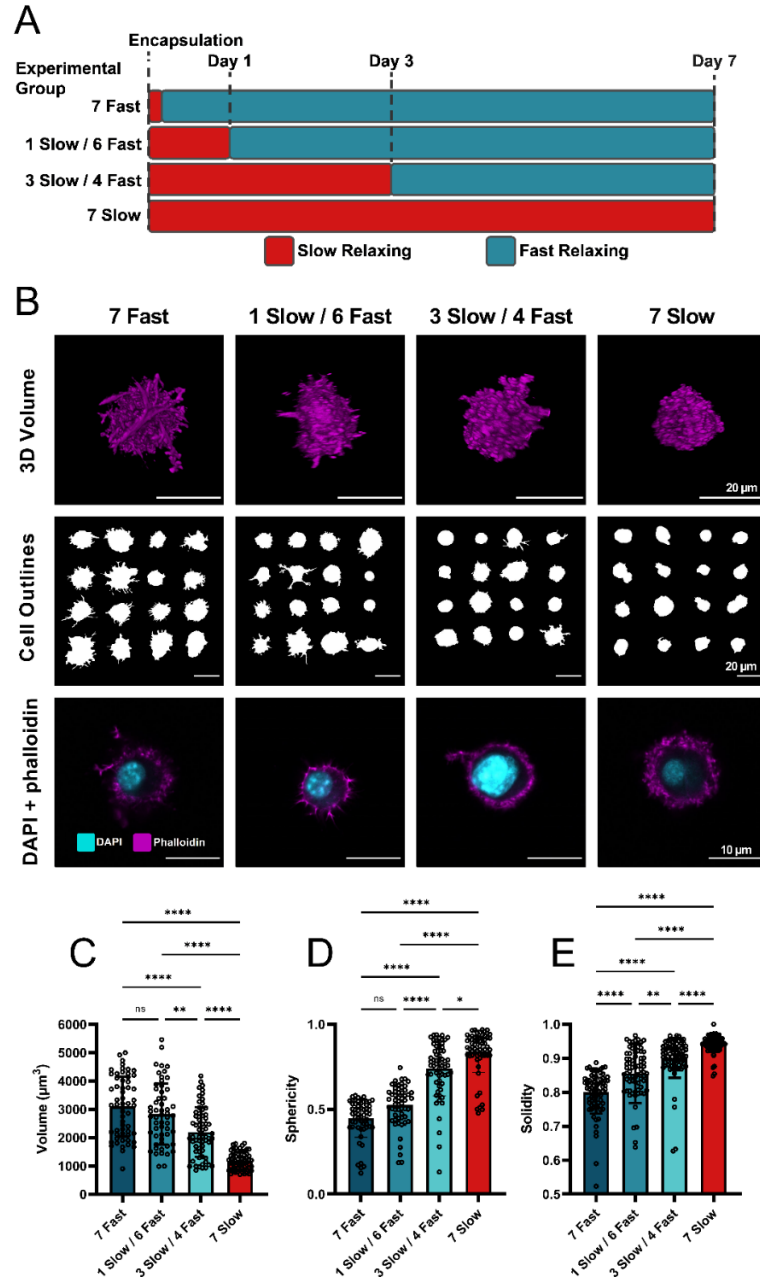 A
Encapsulation
Experimental
Group
Day 1
Day 3
Day 7
7 Fast
1 Slow / 6 Fast
3 Slow / 4 Fast
7 Slow
Slow Relaxing
Fast Relaxing
B
7 Fast
1 Slow / 6 Fast
3 Slow / 4 Fast
7 Slow
3D Volume
20 µm
Cell Outlines
20 µm
DAPI + phalloidin
DAPI
Phalloidin
10 µm
C
****
****
****
ns
**
****
Volume (µm³)
6000
5000
4000
3000
2000
1000
0
7 Fast
1 Slow / 6 Fast
3 Slow / 4 Fast
7 Slow
D
****
****
****
ns
****
*
Sphericity
1.0
0.5
0.0
7 Fast
1 Slow / 6 Fast
3 Slow / 4 Fast
7 Slow
E
****
****
****
****
**
****
Solidity
1.0
0.9
0.8
0.7
0.6
0.5
7 Fast
1 Slow / 6 Fast
3 Slow / 4 Fast
7 Slow